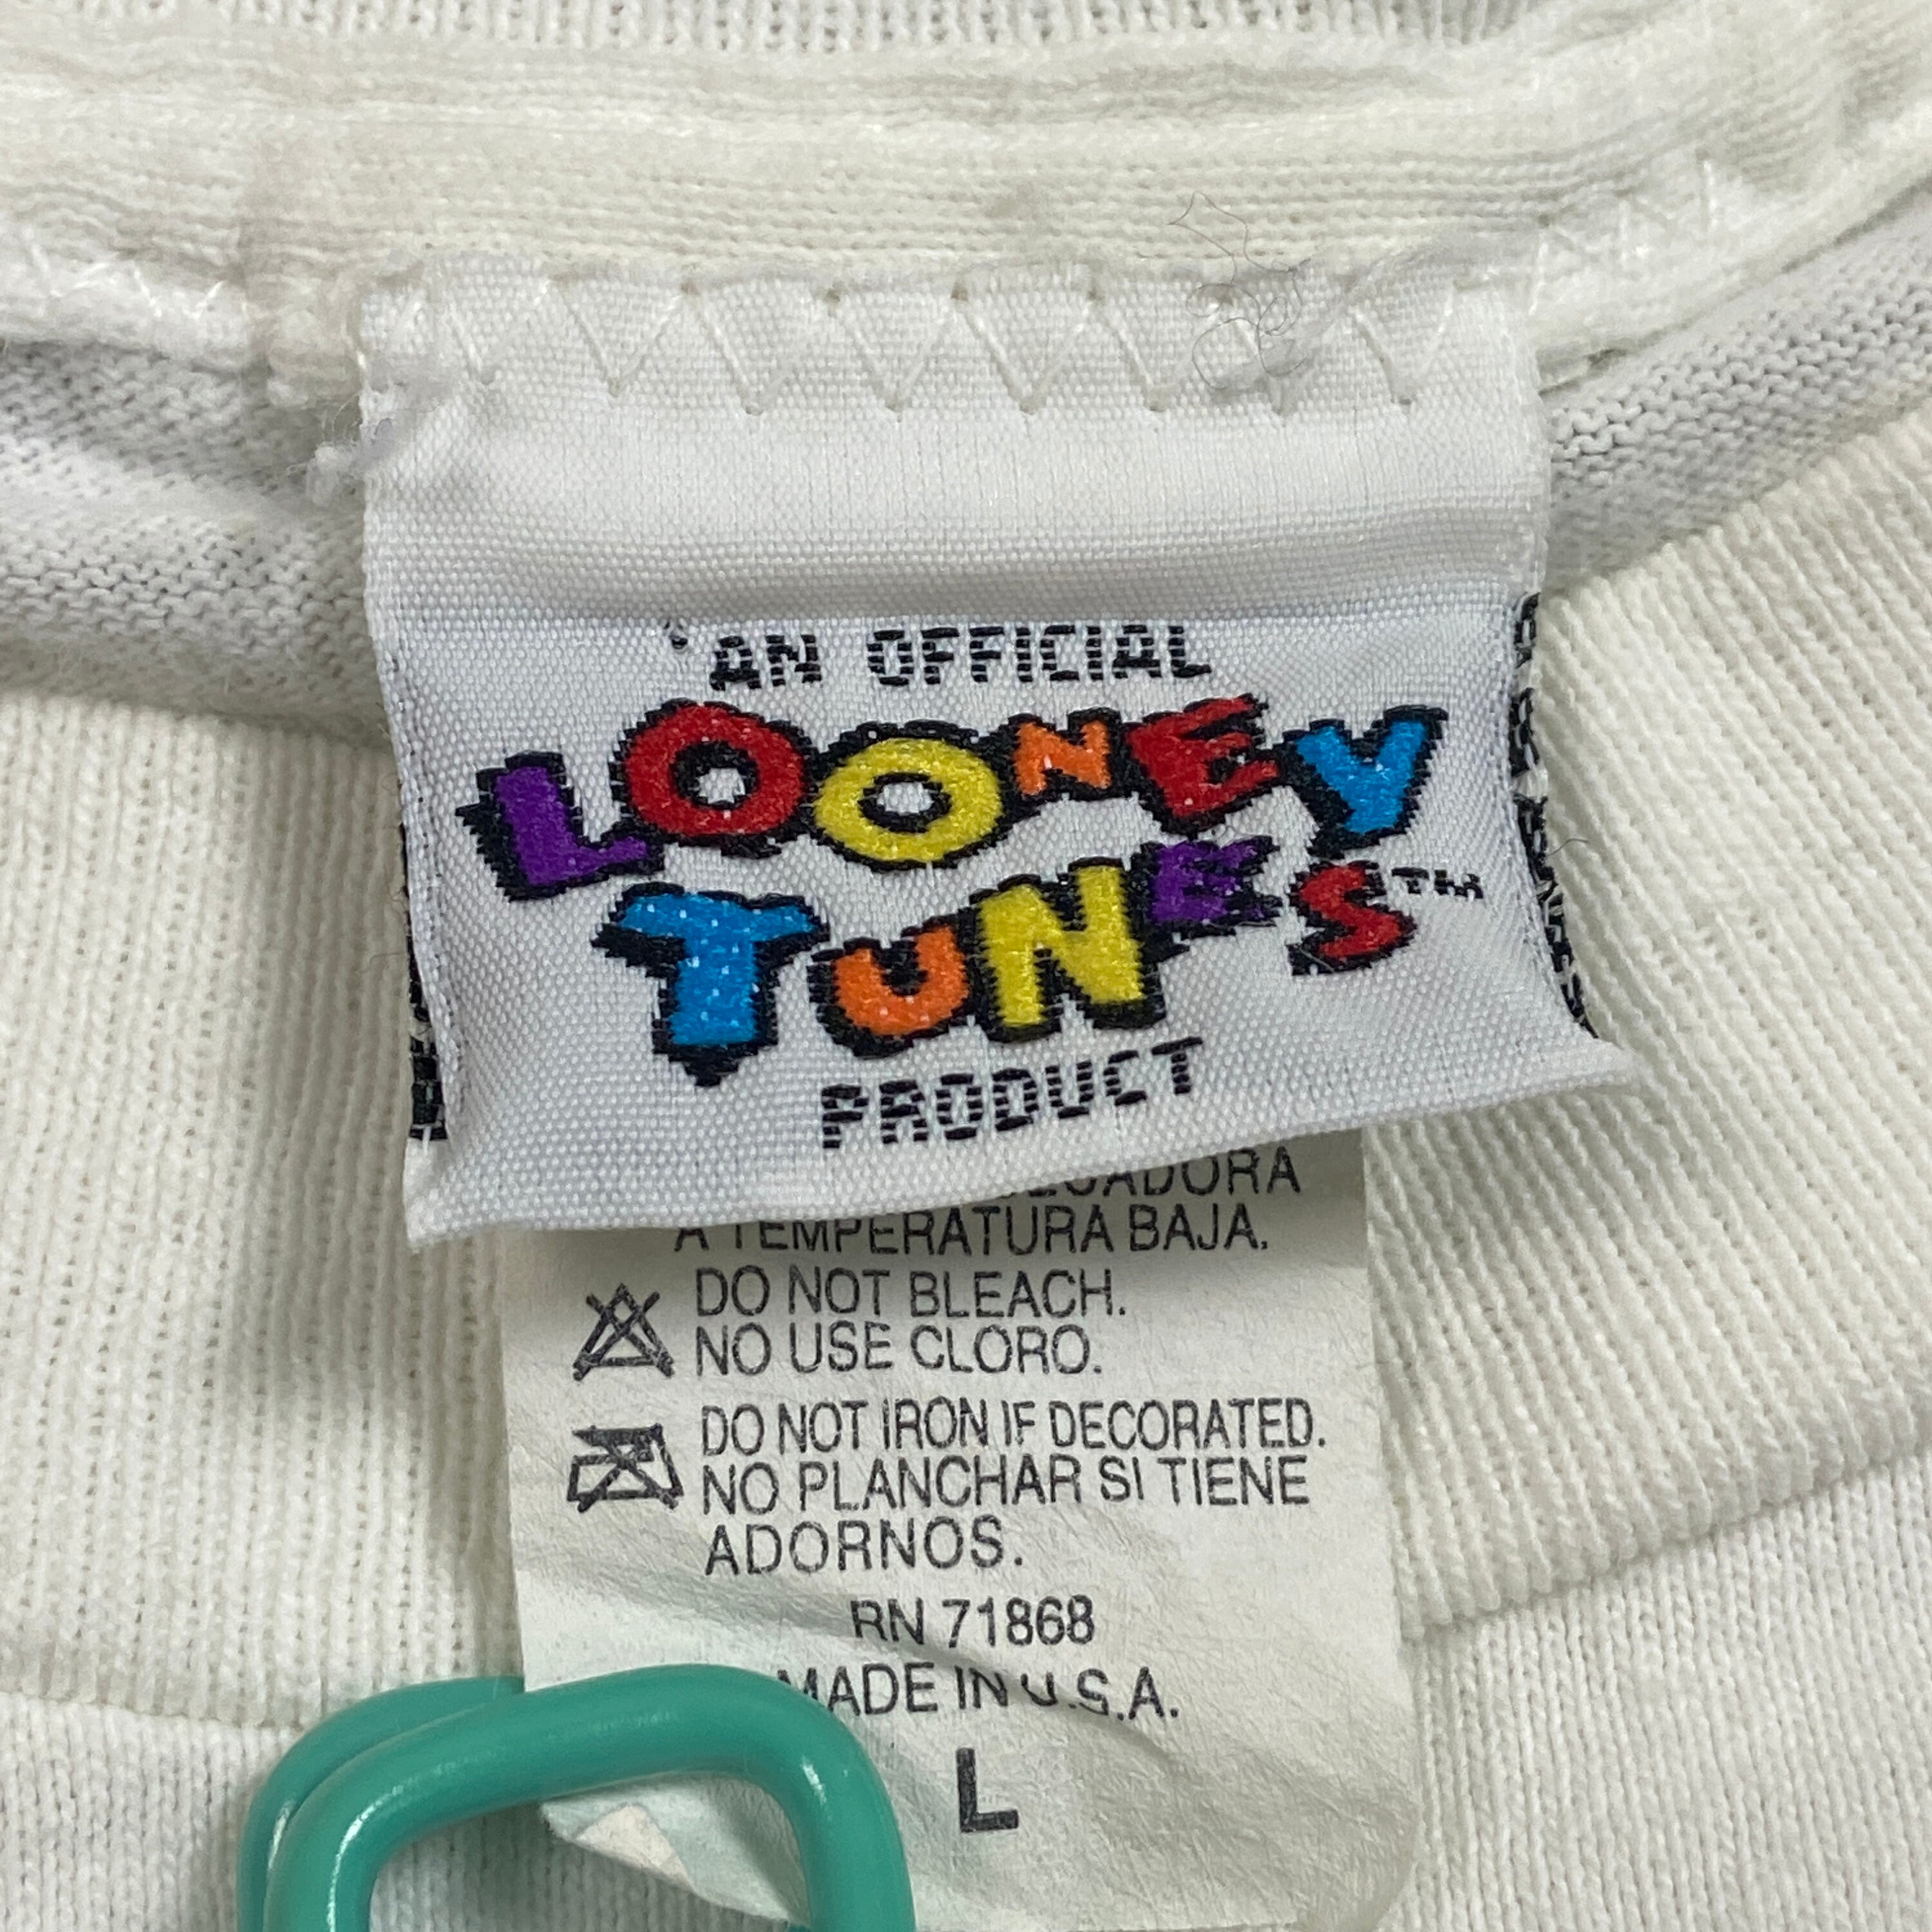 AN OFFICIAL
LOONEY
TUNES™
PRODUCT
A TEMPERATURA BAJA.
DO NOT BLEACH.
NO USE CLORO.
DO NOT IRON IF DECORATED.
NO PLANCHAR SI TIENE
ADORNOS.
RN 71868
MADE IN U.S.A.
L